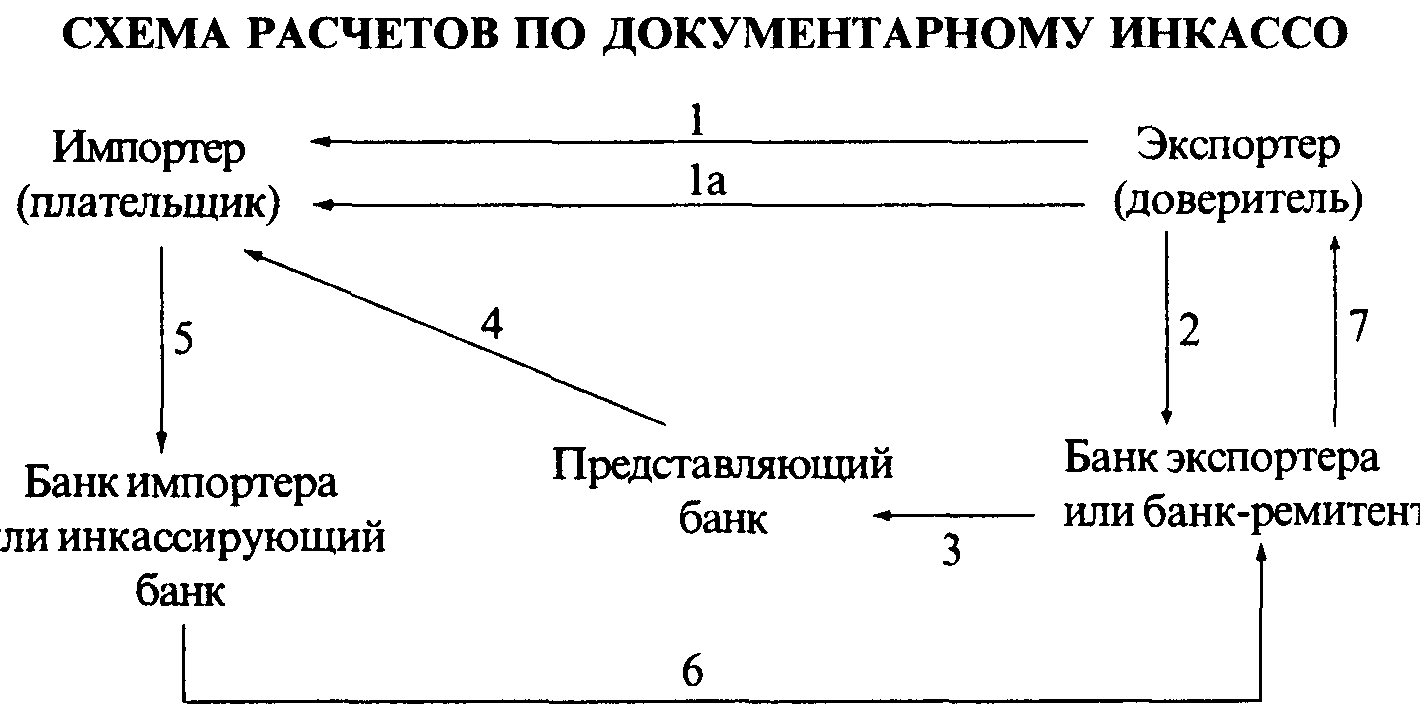 СХЕМА РАСЧЕТОВ ПО ДОКУМЕНТАРНОМУ ИНКАССО
1
Импортер
(плательщик)
1а
Экспортер
(доверитель)
5
4
2
7
Банк импортера
ли инкассирующий
банк
Представляющий
банк
3
Банк экспортера
или банк-ремитент
6